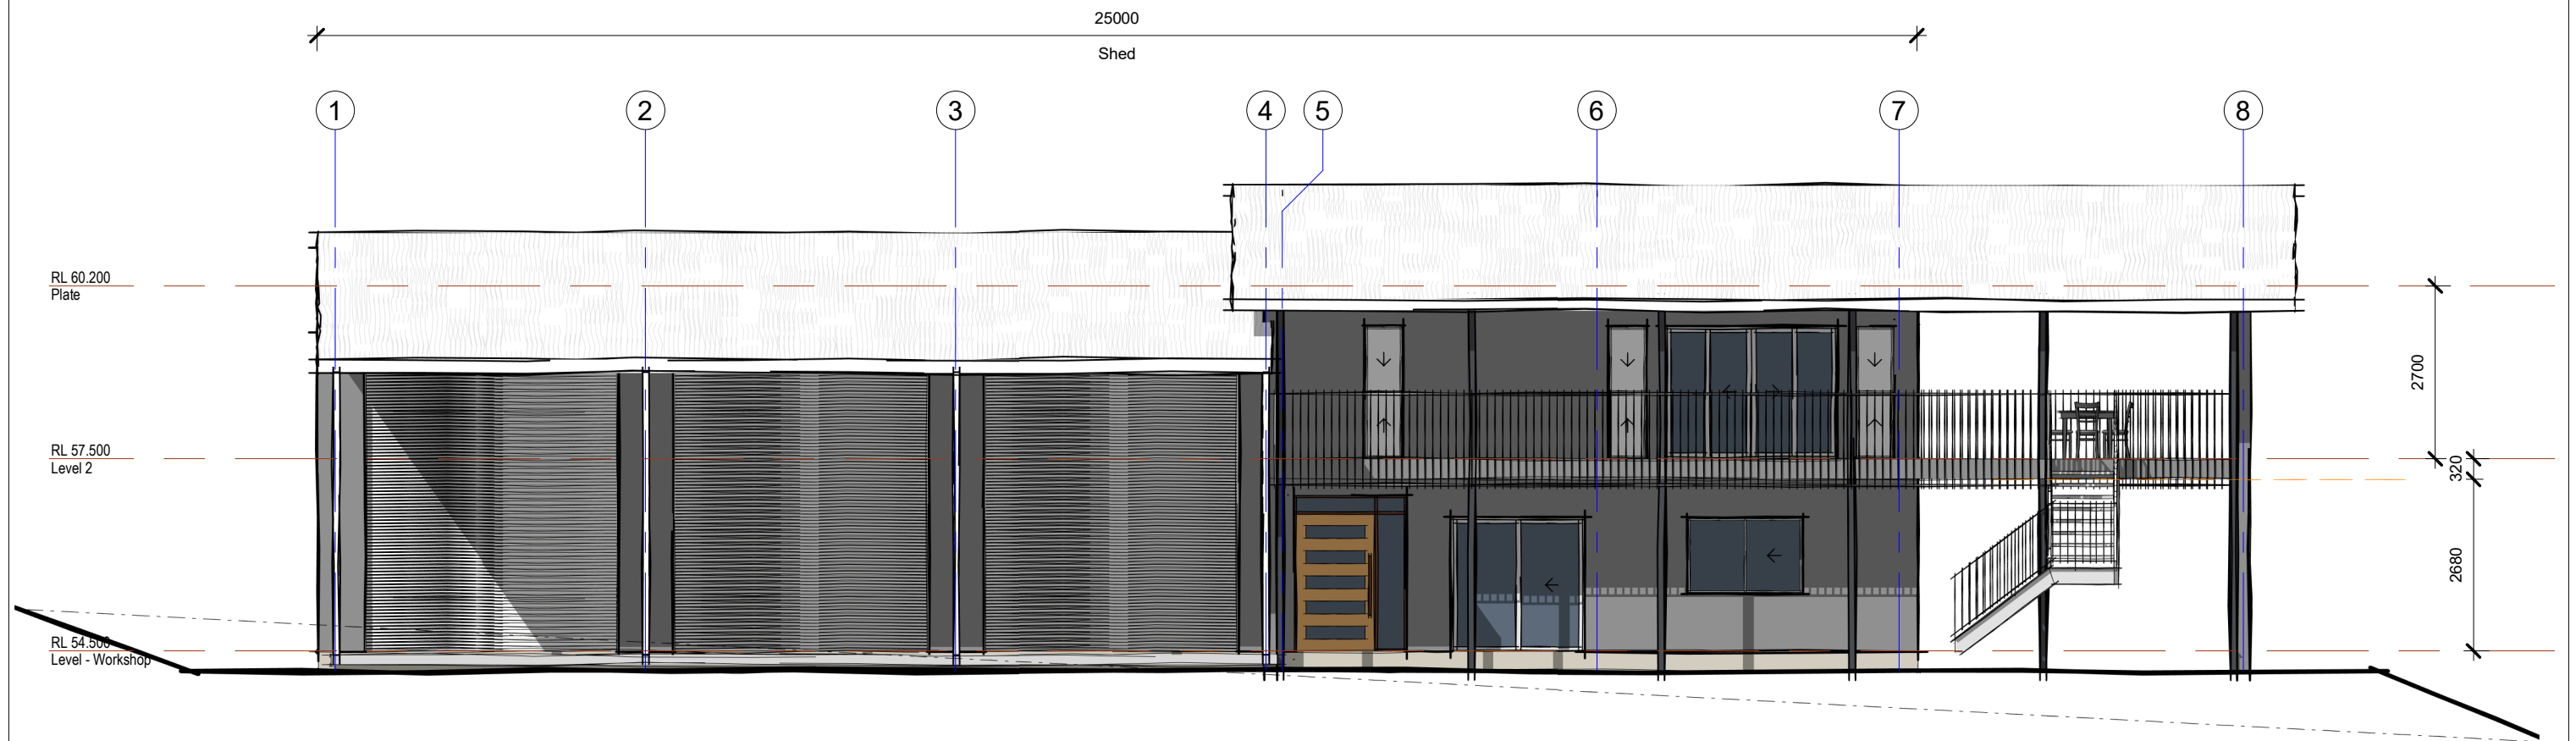 25000
Shed
1 2 3 4 5 6 7 8
RL 60.200
Plate
2700
RL 57.500
Level 2
320
2680
RL 54.500
Level - Workshop